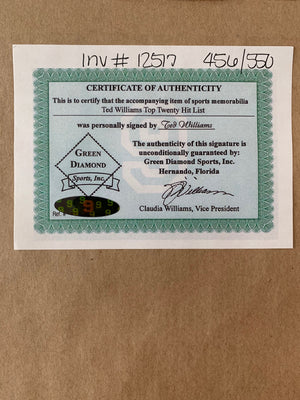 Inv # 12517 456/550
CERTIFICATE OF AUTHENTICITY
This is to certify that the accompanying item of sports memorabilia
Ted Williams Top Twenty Hit List
was personally signed by Ted Williams
The authenticity of this signature is
unconditionally guaranteed by:
Green Diamond Sports, Inc.
Hernando, Florida
GREEN
DIAMOND
Sports, Inc.
Claudia Williams, Vice President
Ref. #